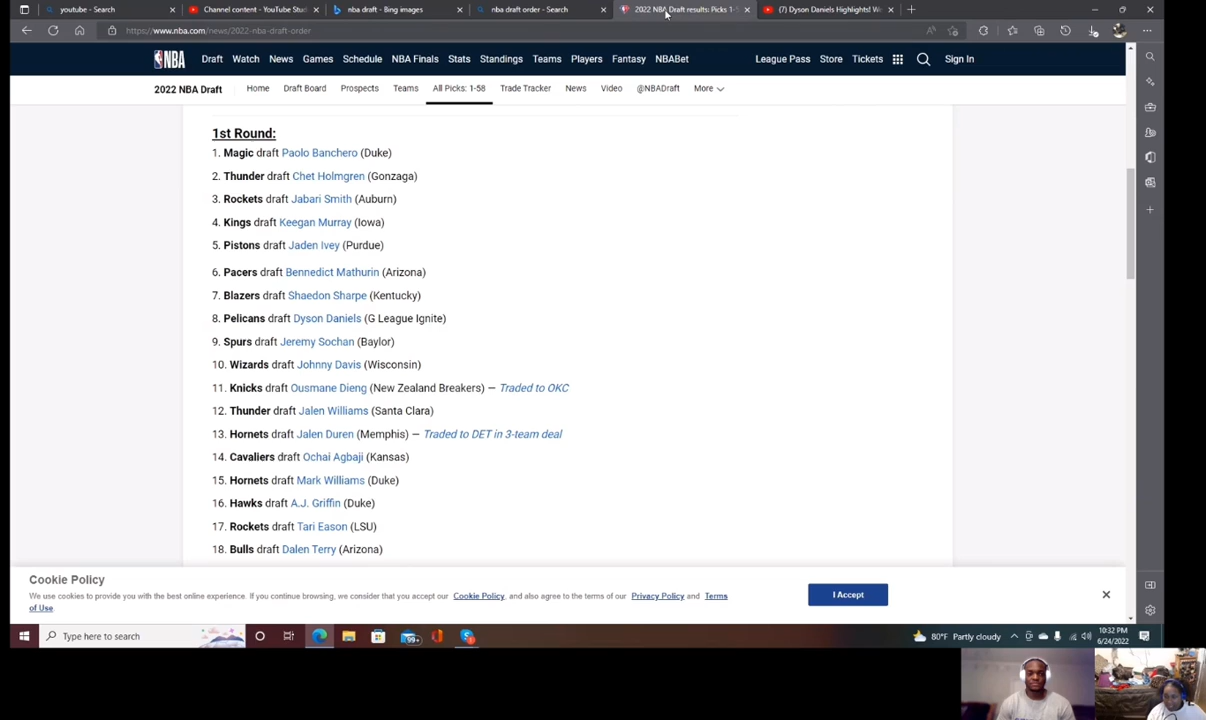 youtube - Search
Channel content - YouTube Stud
nba draft - Bing images
nba draft order - Search
2022 NBA Draft results: Picks 1-5
(7) Dyson Daniels Highlights! We
https://www.nba.com/news/2022-nba-draft-order
NBA Draft Watch News Games Schedule NBA Finals Stats Standings Teams Players Fantasy NBABet League Pass Store Tickets Sign In
2022 NBA Draft Home Draft Board Prospects Teams All Picks: 1-58 Trade Tracker News Video @NBADraft More
1st Round:
1. Magic draft Paolo Banchero (Duke)
2. Thunder draft Chet Holmgren (Gonzaga)
3. Rockets draft Jabari Smith (Auburn)
4. Kings draft Keegan Murray (Iowa)
5. Pistons draft Jaden Ivey (Purdue)
6. Pacers draft Bennedict Mathurin (Arizona)
7. Blazers draft Shaedon Sharpe (Kentucky)
8. Pelicans draft Dyson Daniels (G League Ignite)
9. Spurs draft Jeremy Sochan (Baylor)
10. Wizards draft Johnny Davis (Wisconsin)
11. Knicks draft Ousmane Dieng (New Zealand Breakers) — Traded to OKC
12. Thunder draft Jalen Williams (Santa Clara)
13. Hornets draft Jalen Duren (Memphis) — Traded to DET in 3-team deal
14. Cavaliers draft Ochai Agbaji (Kansas)
15. Hornets draft Mark Williams (Duke)
16. Hawks draft A.J. Griffin (Duke)
17. Rockets draft Tari Eason (LSU)
18. Bulls draft Dalen Terry (Arizona)
Cookie Policy
We use cookies to provide you with the best online experience. If you continue browsing, we consider that you accept our Cookie Policy, and also agree to the terms of our Privacy Policy and Terms
of Use.
I Accept
Type here to search
99+
80°F Partly cloudy
10:32 PM
6/24/2022